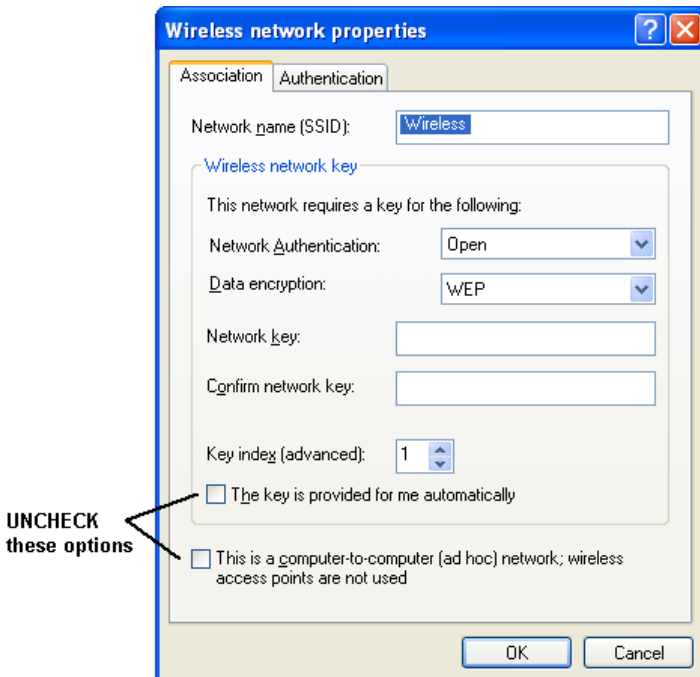 Wireless network properties
Association
Authentication
Network name (SSID):
Wireless
Wireless network key
This network requires a key for the following:
Network Authentication:
Open
Data encryption:
WEP
Network key:
Confirm network key:
Key index (advanced):
1
The key is provided for me automatically
UNCHECK
these options
This is a computer-to-computer (ad hoc) network; wireless
access points are not used
OK
Cancel